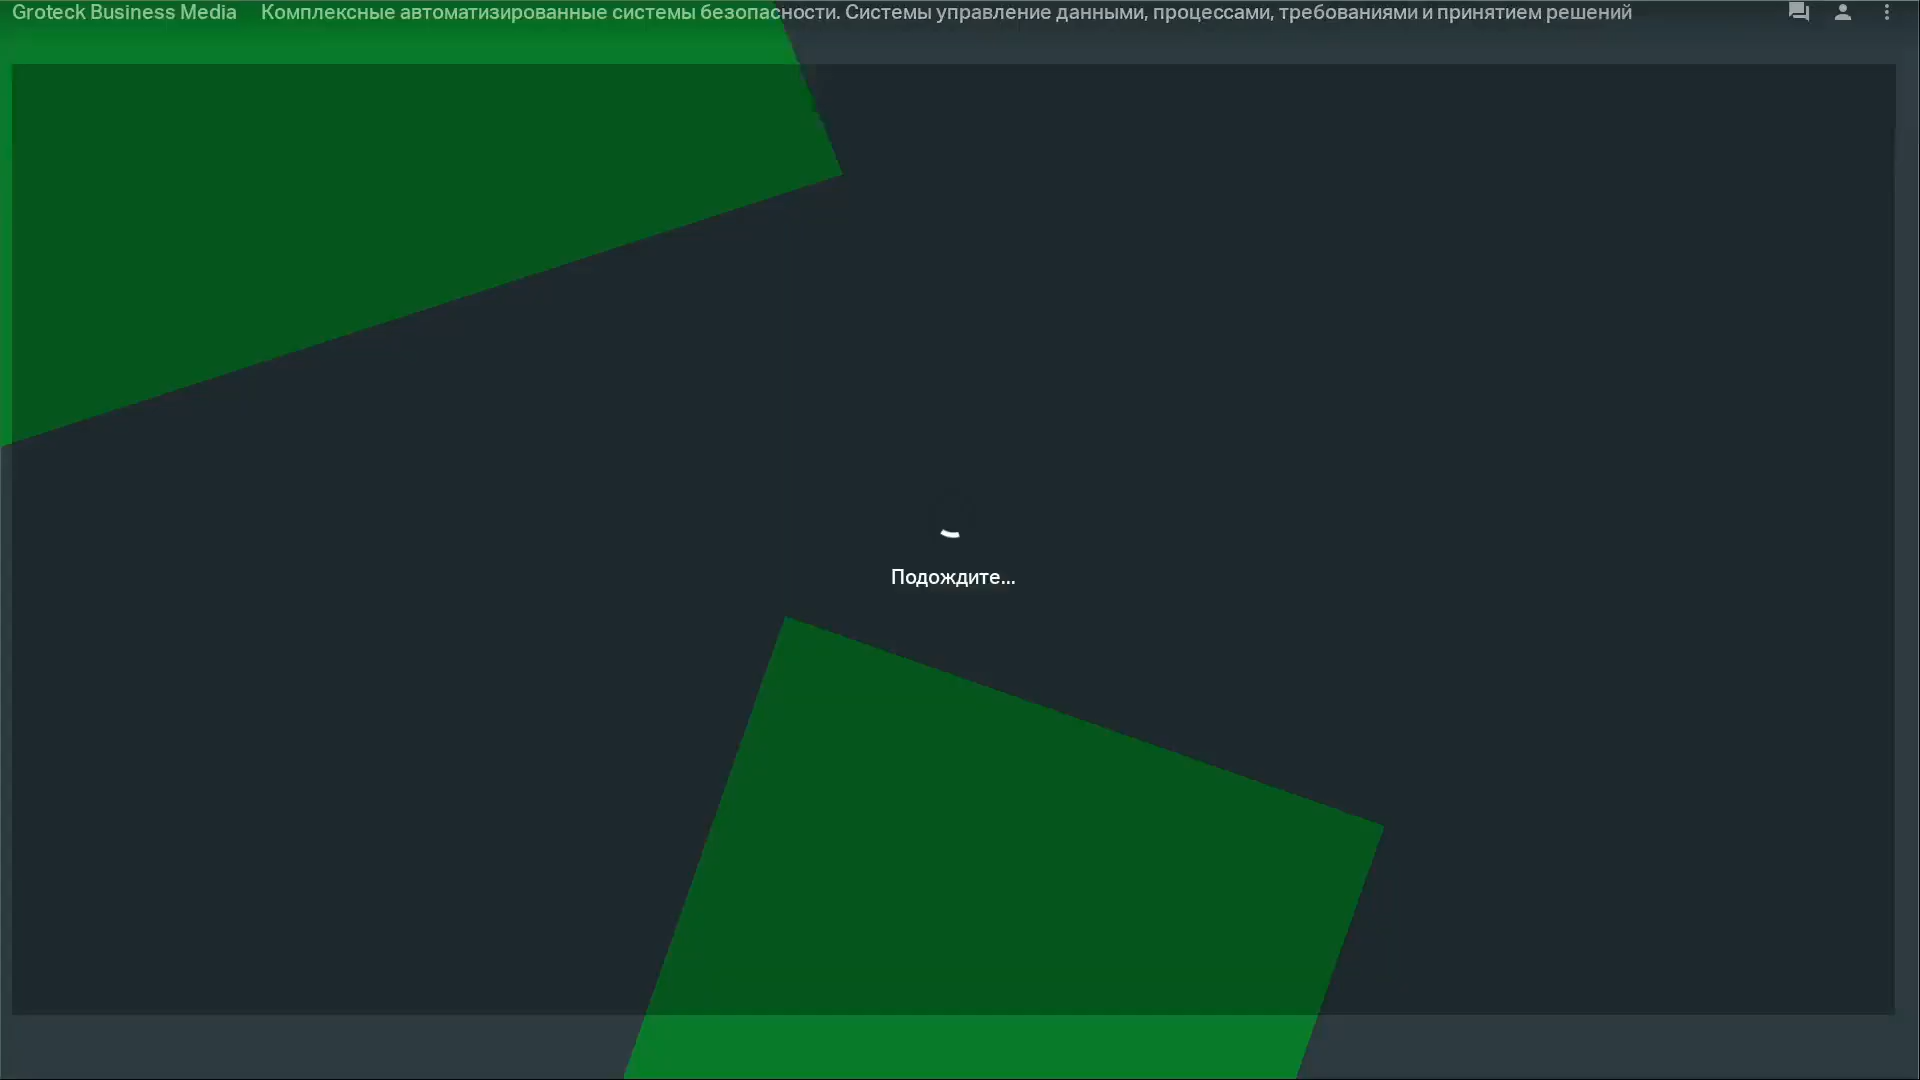 Groteck Business Media Комплексные автоматизированные системы безопасности. Системы управление данными, процессами, требованиями и принятием решений
Подождите...